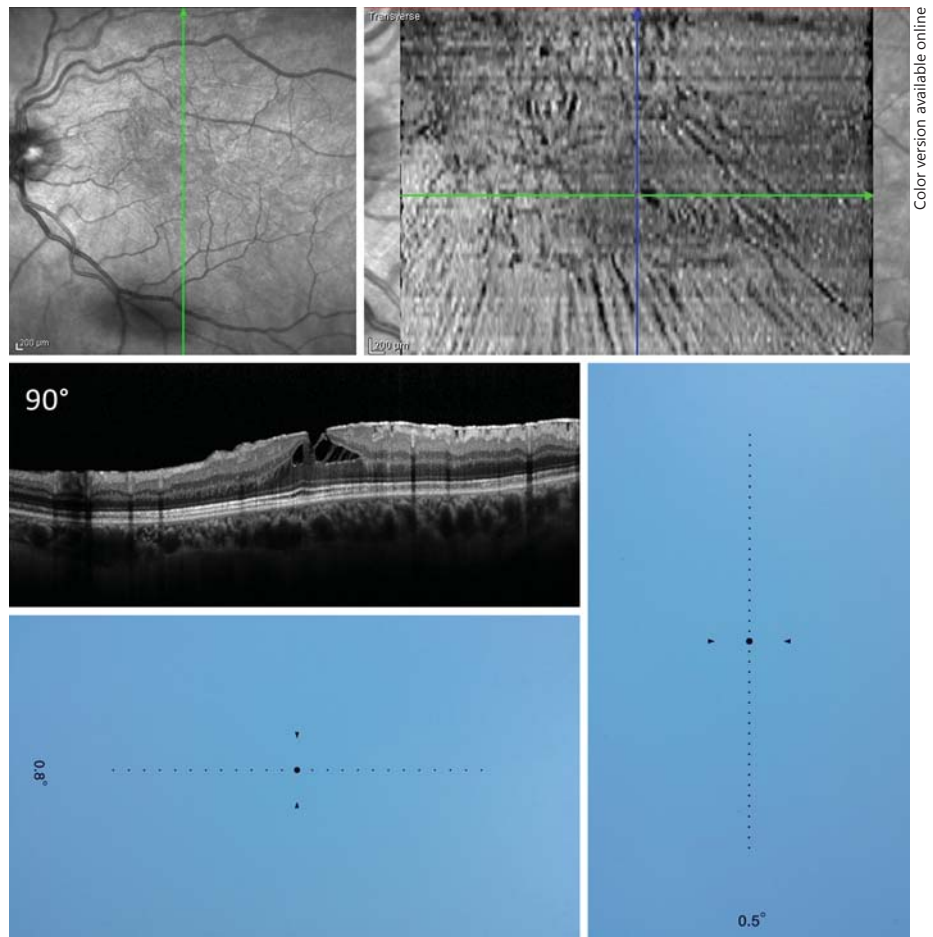 Transverse
200 µm
200 µm
Color version available online
90°
0.8°
0.5°